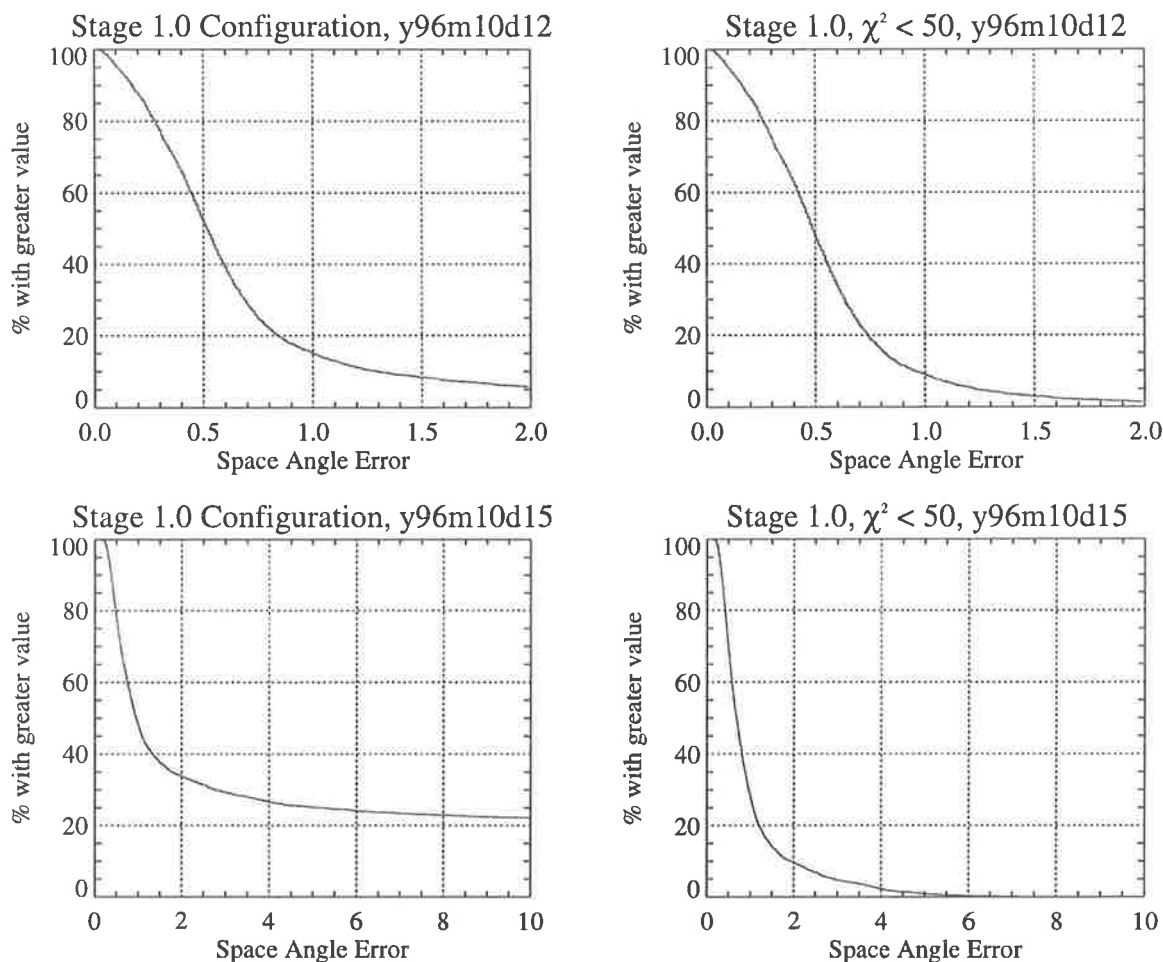 Stage 1.0 Configuration, y96m10d12
% with greater value
100
80
60
40
20
0
0.0 0.5 1.0 1.5 2.0
Space Angle Error
Stage 1.0, χ² < 50, y96m10d12
% with greater value
100
80
60
40
20
0
0.0 0.5 1.0 1.5 2.0
Space Angle Error
Stage 1.0 Configuration, y96m10d15
% with greater value
100
80
60
40
20
0
0 2 4 6 8 10
Space Angle Error
Stage 1.0, χ² < 50, y96m10d15
% with greater value
100
80
60
40
20
0
0 2 4 6 8 10
Space Angle Error